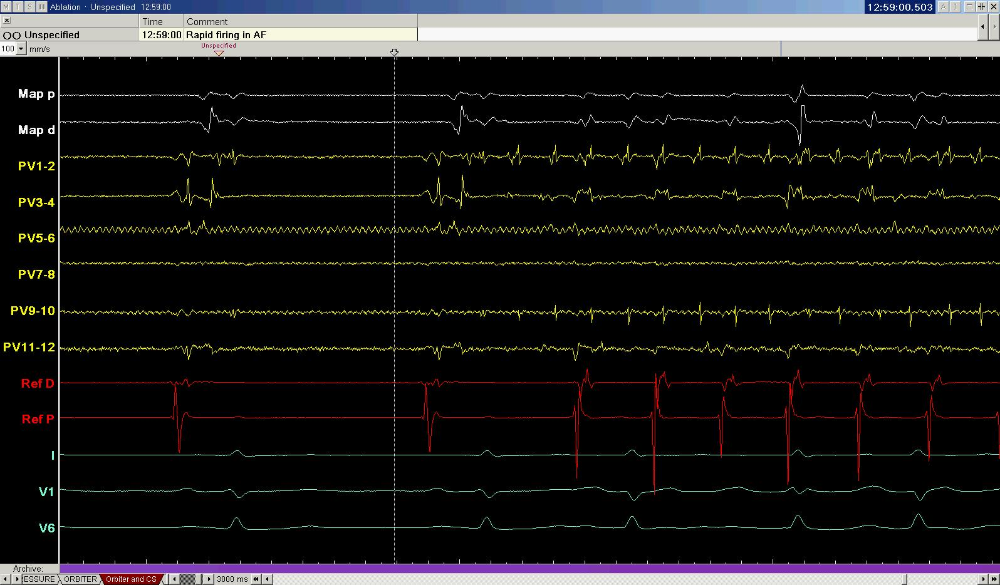 M T S Ablation · Unspecified 12:59:00 12:59:00.503 A I
Time Comment
Unspecified 12:59:00 Rapid firing in AF
Unspecified
100 mm/s
Map p
Map d
PV1-2
PV3-4
PV5-6
PV7-8
PV9-10
PV11-12
Ref D
Ref P
I
V1
V6
Archive:
ESSURE ORBITER Orbiter and CS 3000 ms